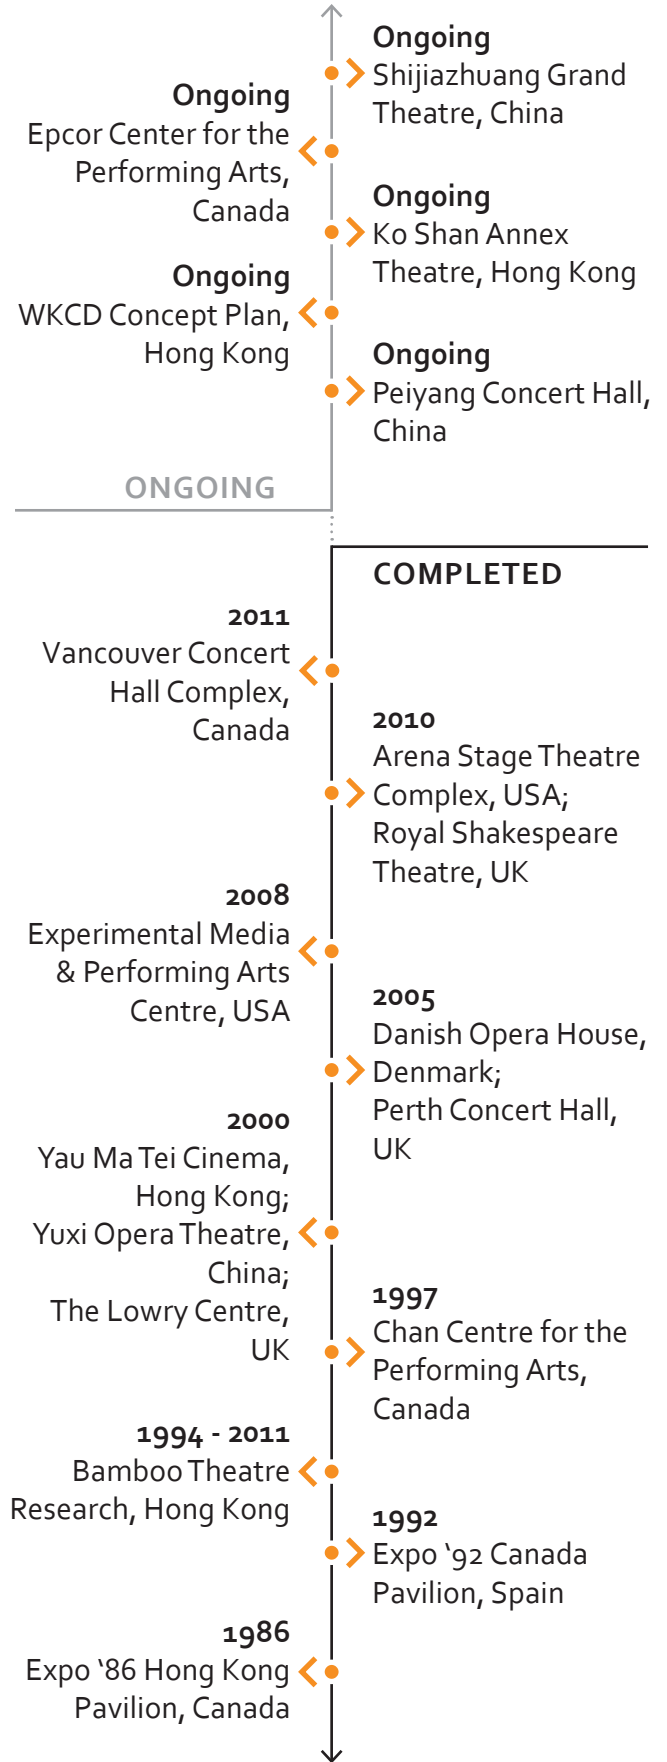 Ongoing
Shijiazhuang Grand
Theatre, China
Ongoing
Epcor Center for the
Performing Arts,
Canada
Ongoing
Ko Shan Annex
Theatre, Hong Kong
Ongoing
WKCD Concept Plan,
Hong Kong
Ongoing
Peiyang Concert Hall,
China
ONGOING
COMPLETED
2011
Vancouver Concert
Hall Complex,
Canada
2010
Arena Stage Theatre
Complex, USA;
Royal Shakespeare
Theatre, UK
2008
Experimental Media
& Performing Arts
Centre, USA
2005
Danish Opera House,
Denmark;
Perth Concert Hall,
UK
2000
Yau Ma Tei Cinema,
Hong Kong;
Yuxi Opera Theatre,
China;
The Lowry Centre,
UK
1997
Chan Centre for the
Performing Arts,
Canada
1994 - 2011
Bamboo Theatre
Research, Hong Kong
1992
Expo ‘92 Canada
Pavilion, Spain
1986
Expo ‘86 Hong Kong
Pavilion, Canada